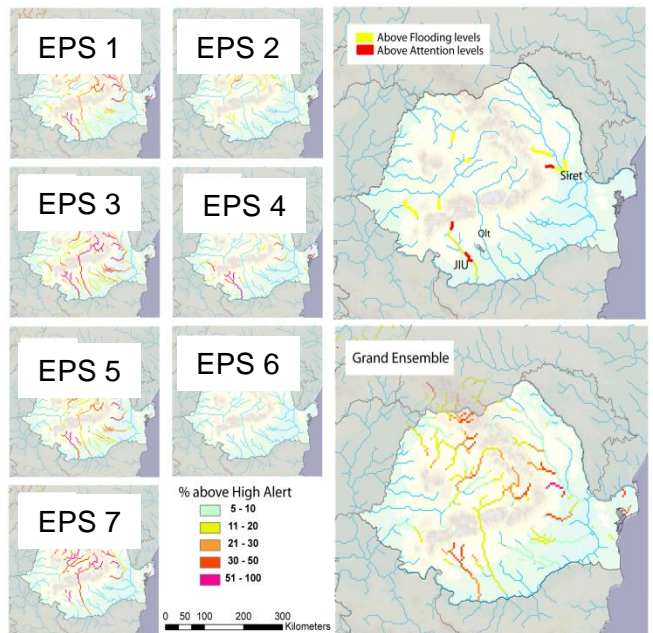 EPS 1
EPS 2
EPS 3
EPS 4
EPS 5
EPS 6
EPS 7
% above High Alert
5 - 10
11 - 20
21 - 30
30 - 50
51 - 100
0 50 100 200 300
Kilometers
Above Flooding levels
Above Attention levels
Siret
Olt
JIU
Grand Ensemble